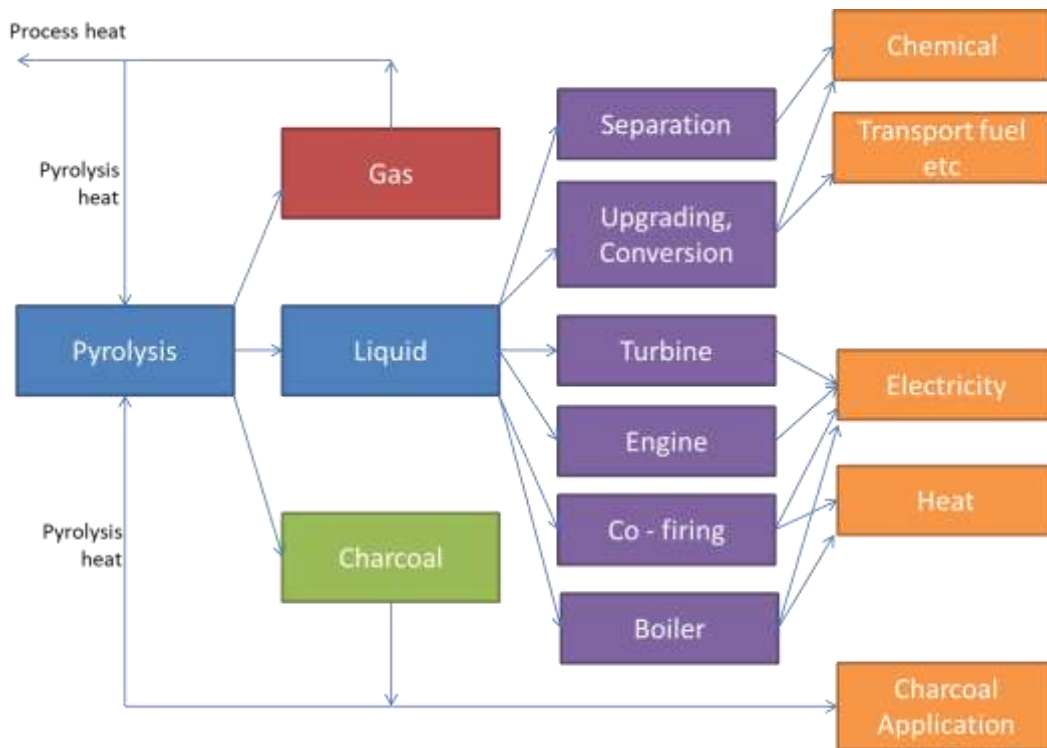 Process heat
Chemical
Separation
Transport fuel
etc
Gas
Pyrolysis
heat
Upgrading,
Conversion
Pyrolysis
Liquid
Turbine
Electricity
Engine
Heat
Pyrolysis
heat
Co - firing
Charcoal
Boiler
Charcoal
Application